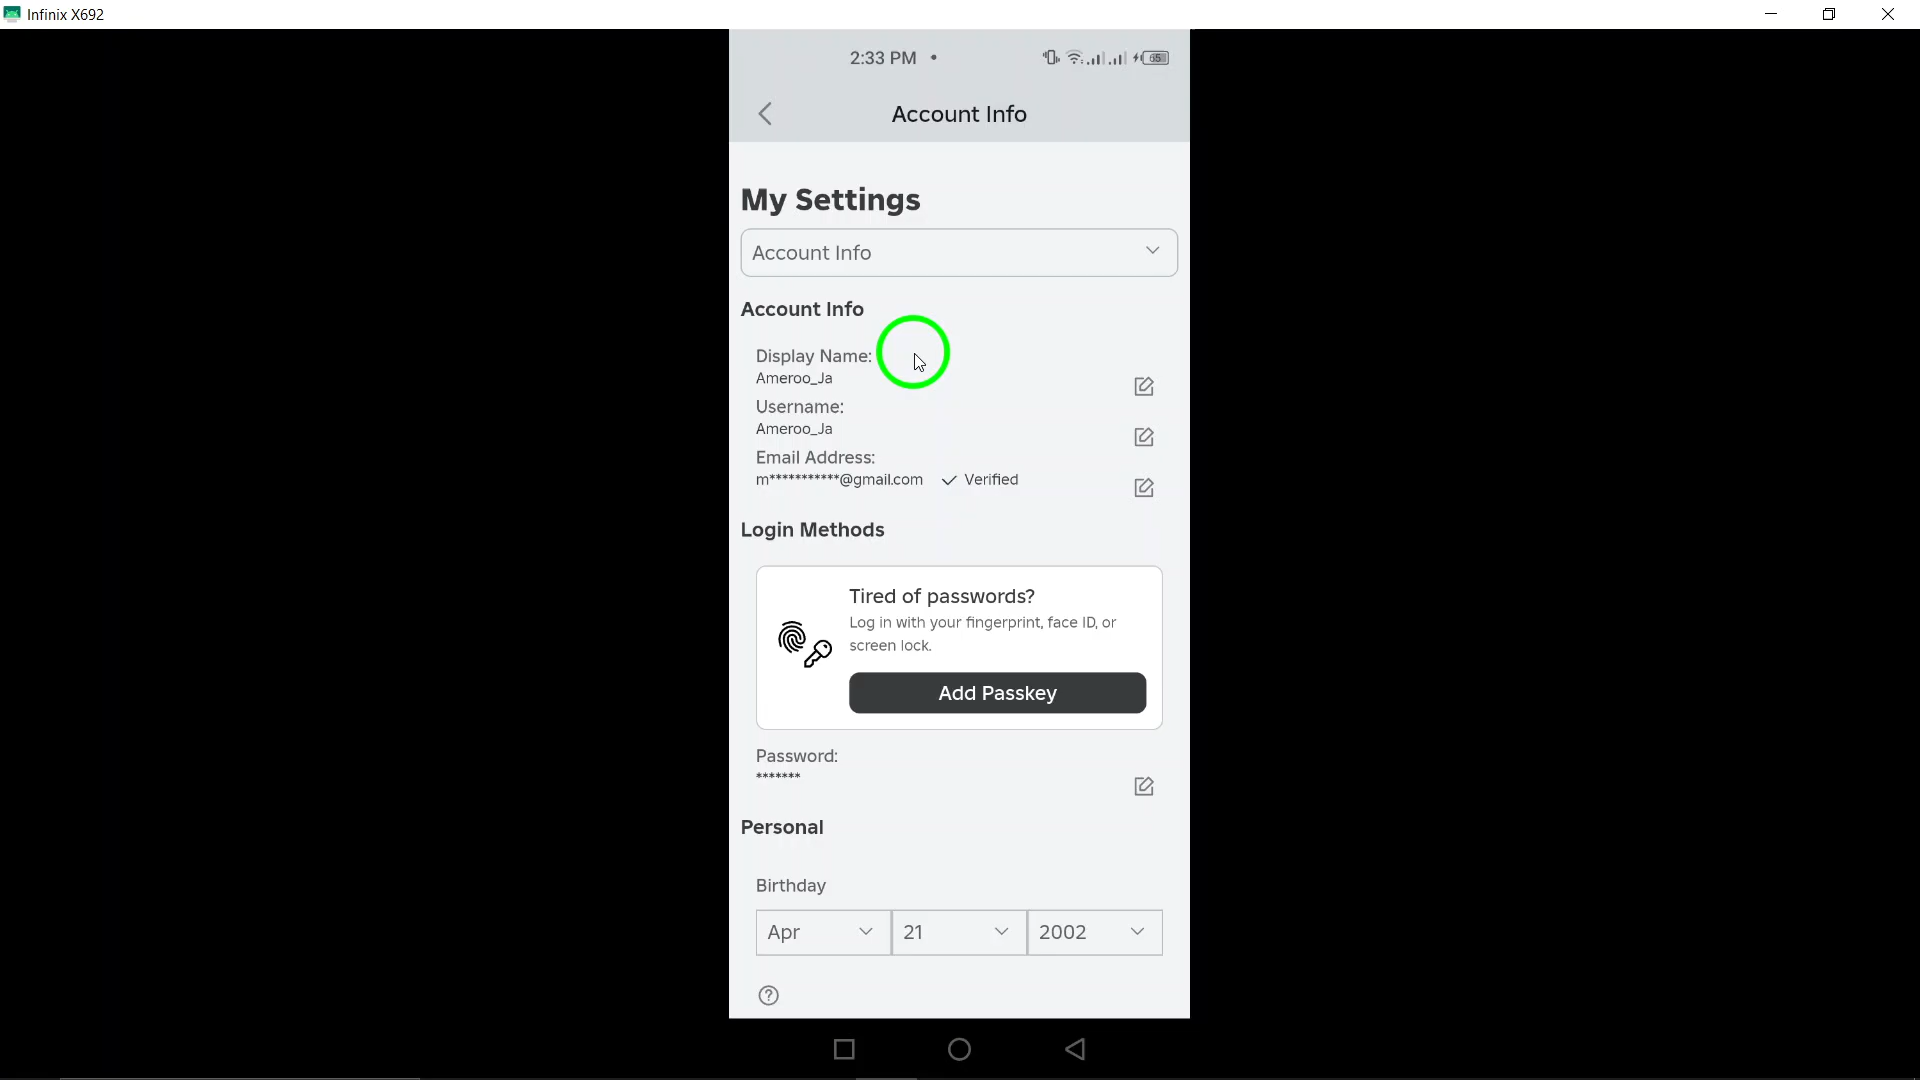 Infinix X692
2:33 PM
65
Account Info
My Settings
Account Info
Account Info
Display Name:
Ameroo_Ja
Username:
Ameroo_Ja
Email Address:
m***********@gmail.com Verified
Login Methods
Tired of passwords?
Log in with your fingerprint, face ID, or
screen lock.
Add Passkey
Password:
*******
Personal
Birthday
Apr 21 2002